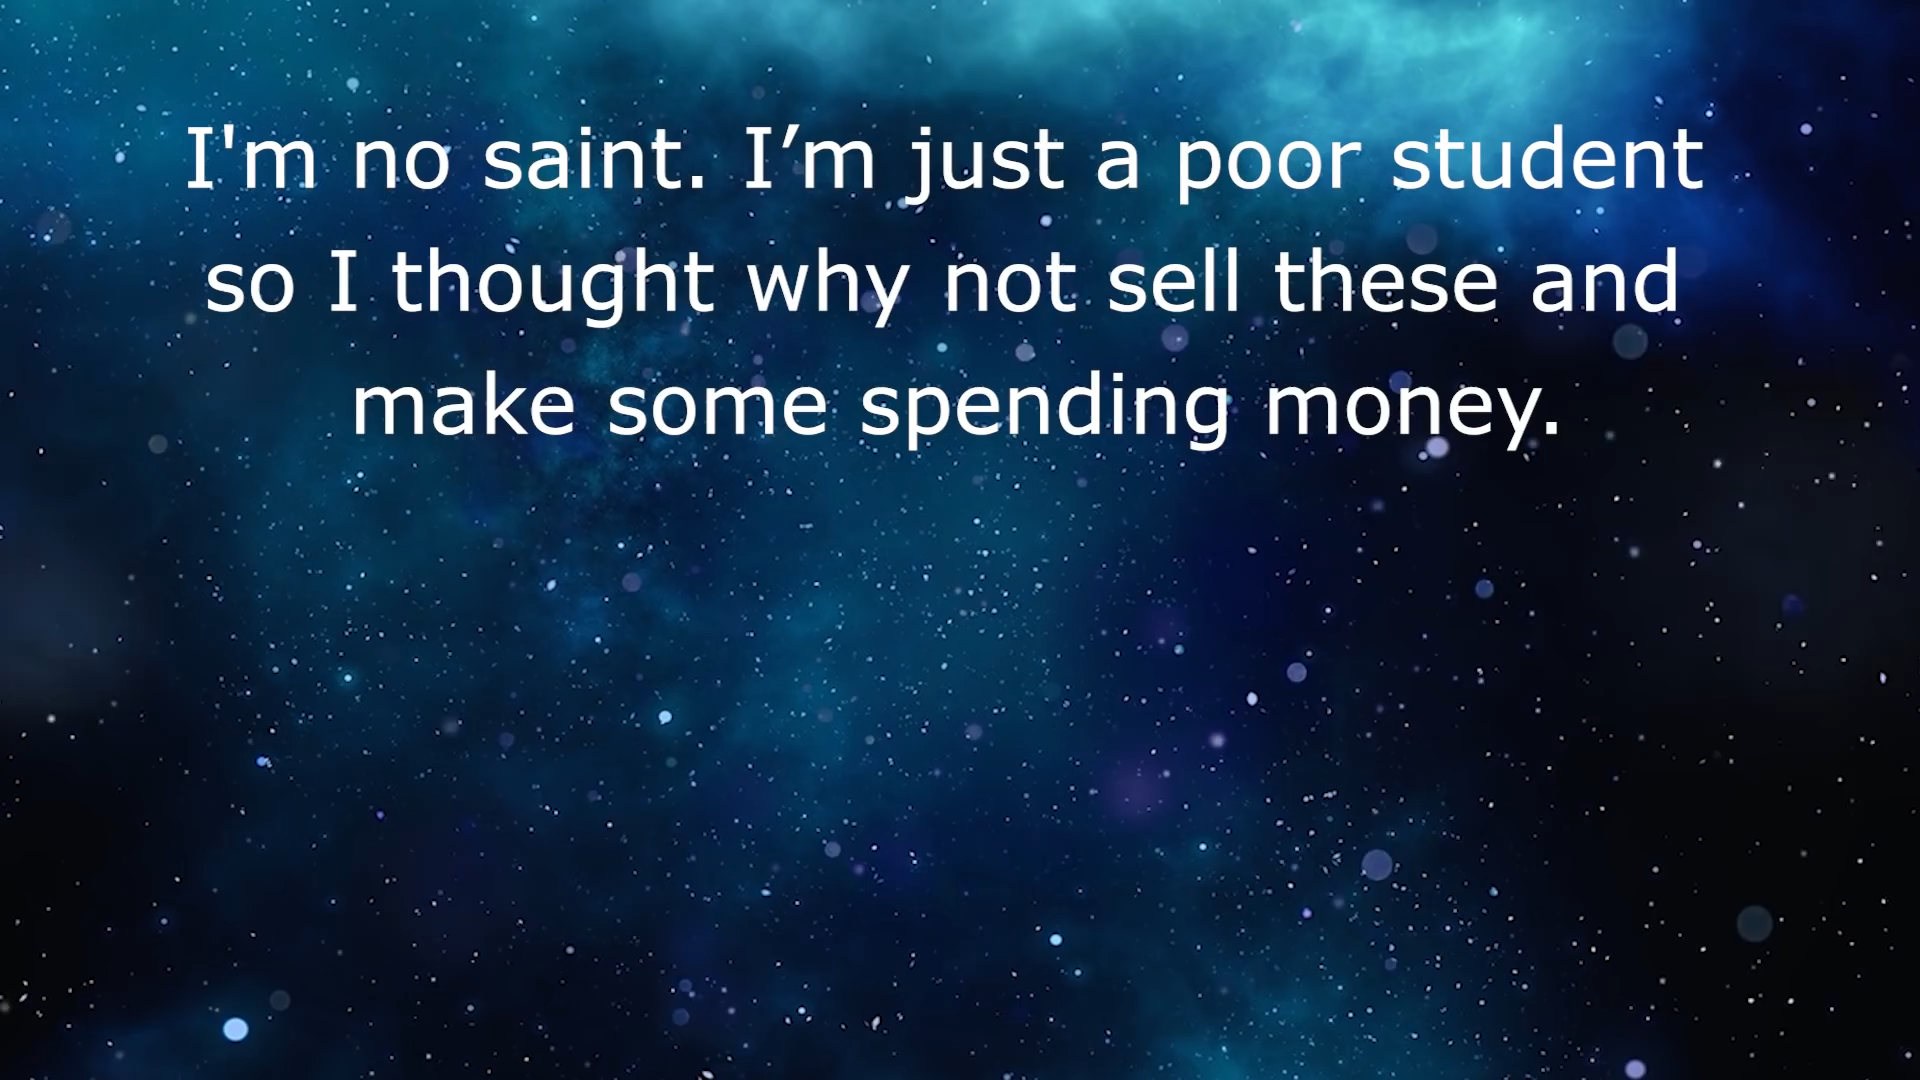 I'm no saint. I’m just a poor student
so I thought why not sell these and
make some spending money.